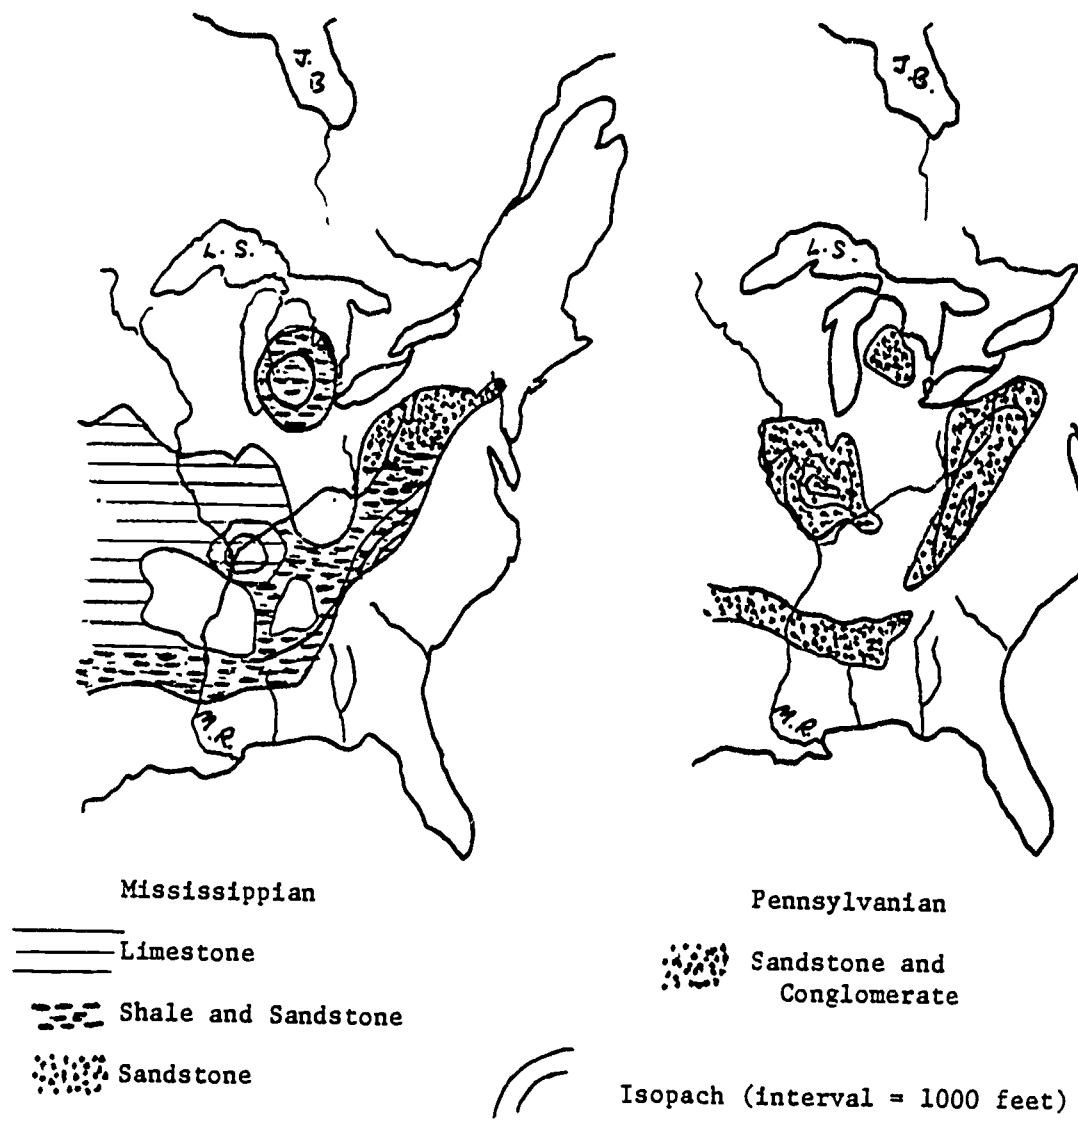 J.
B
J.B.
L.S.
L.S.
M.R.
M.R.
Mississippian
Limestone
Shale and Sandstone
Sandstone
Pennsylvanian
Sandstone and
Conglomerate
Isopach (interval = 1000 feet)